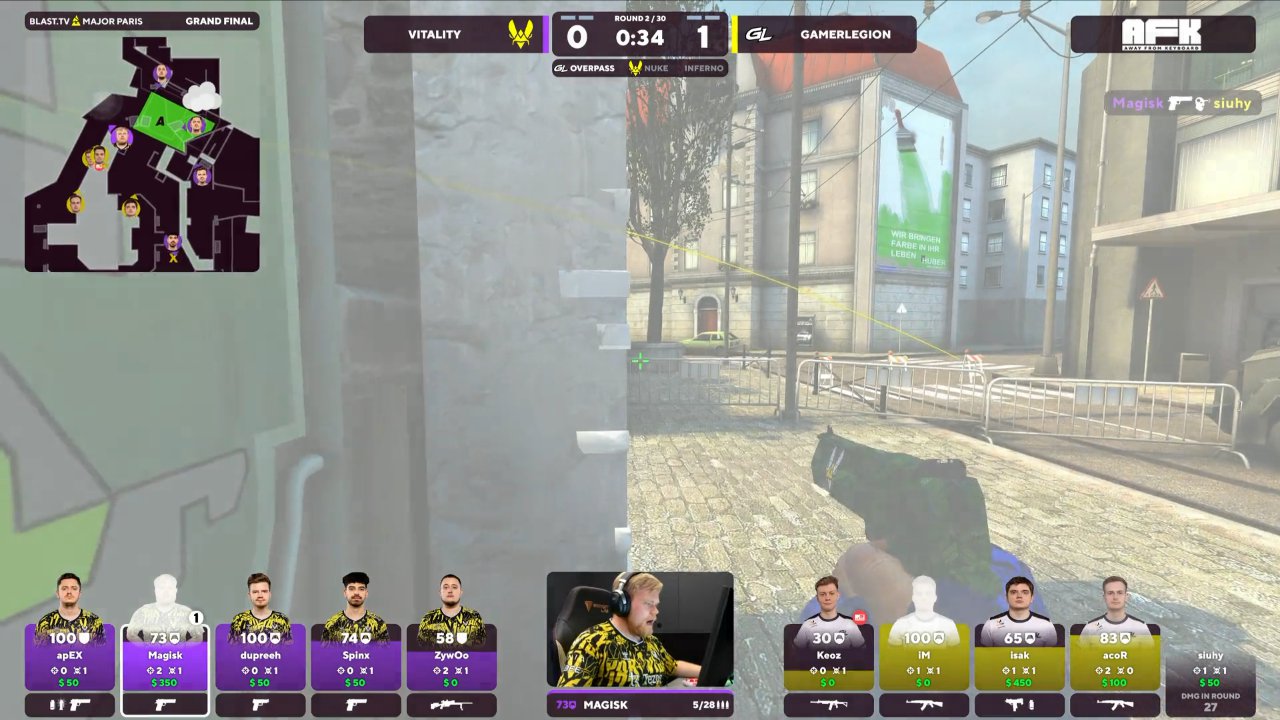 BLAST.TV MAJOR PARIS GRAND FINAL
VITALITY 0 ROUND 2 / 30 0:34 1 GL GAMERLEGION
AFK
AWAY FROM KEYBOARD
GL OVERPASS NUKE INFERNO
A
Magisk siuhy
WIR BRINGEN
FARBE IN IHR
LEBEN. HUBER
X
1
100 73 100 74 58 30 100 65 83
apEX Magisk dupreeh Spinx ZywOo Keoz iM isak acoR siuhy
0 1 2 1 0 1 0 1 2 1 0 1 1 1 1 1 2 0 1 1
$50 $350 $50 $50 $0 $0 $0 $450 $100 $50
DMG IN ROUND
27
73 MAGISK 5/28